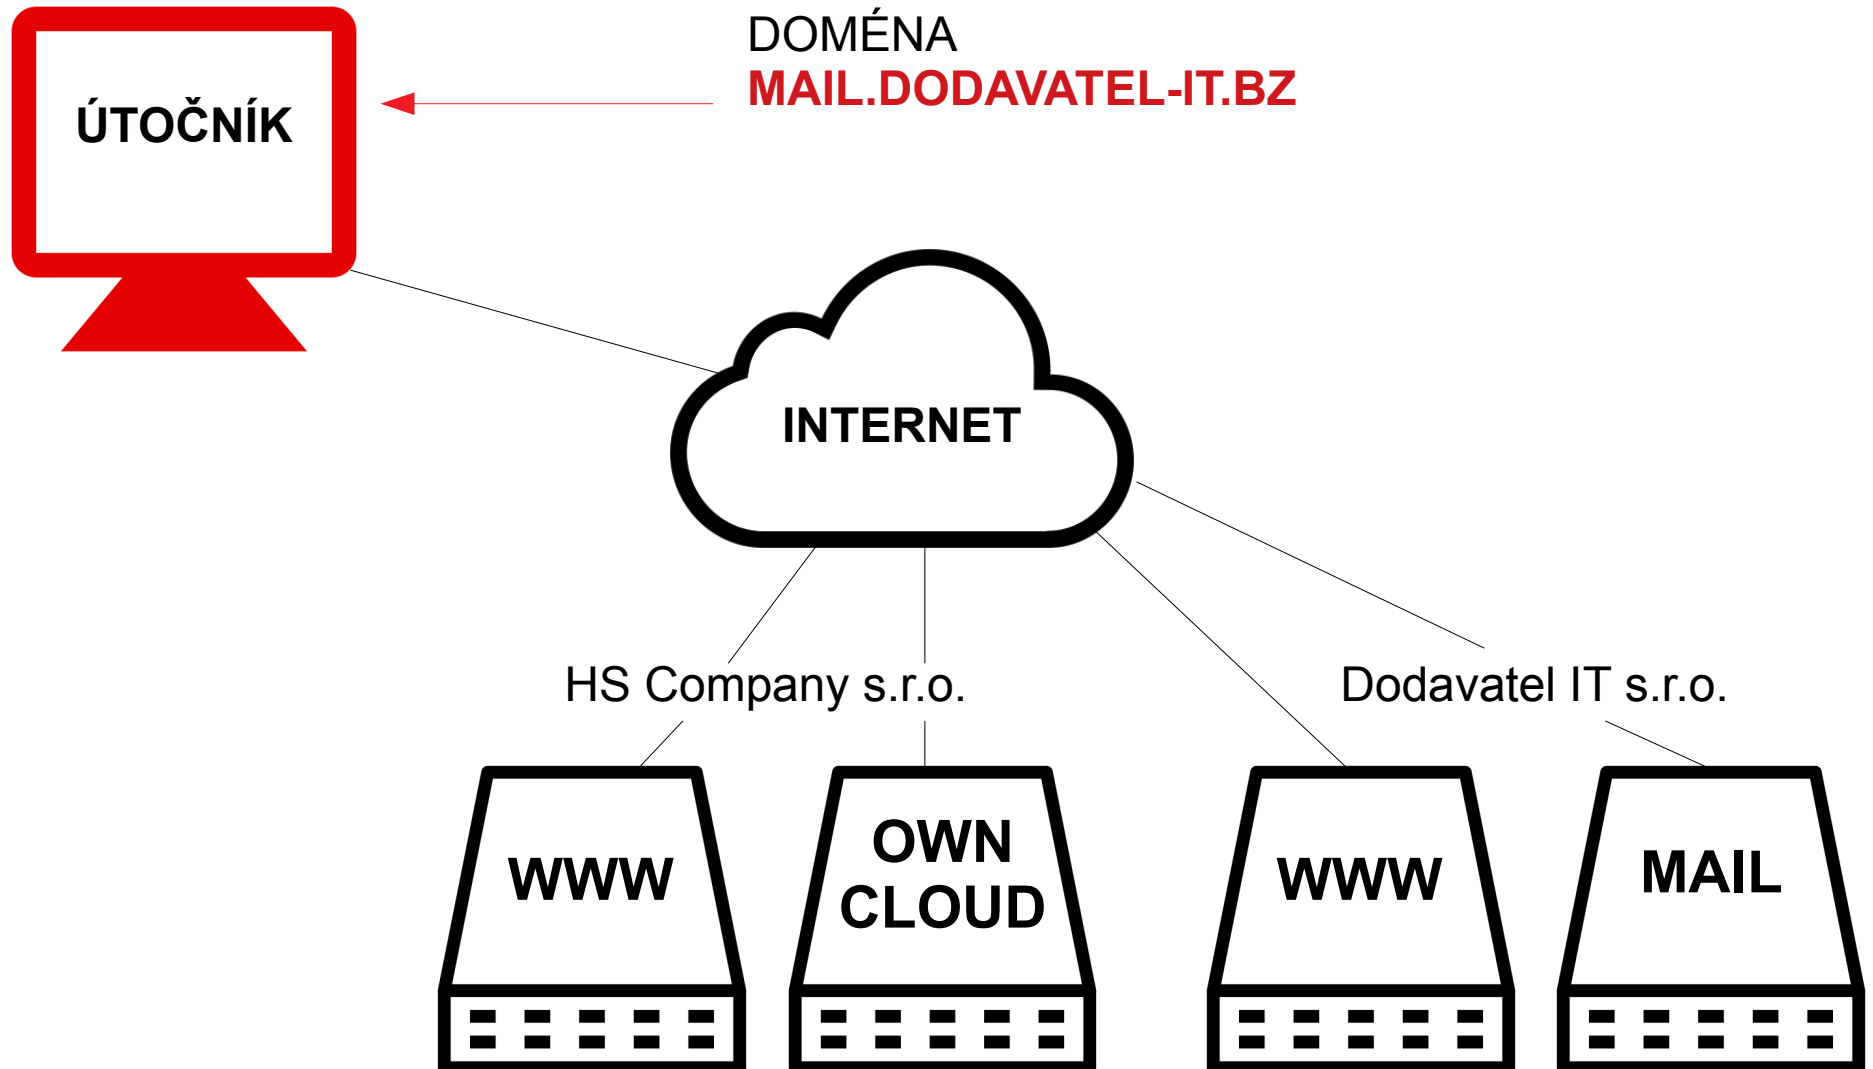 DOMÉNA
MAIL.DODAVATEL-IT.BZ
ÚTOČNÍK
INTERNET
HS Company s.r.o.
Dodavatel IT s.r.o.
WWW
OWN
CLOUD
WWW
MAIL